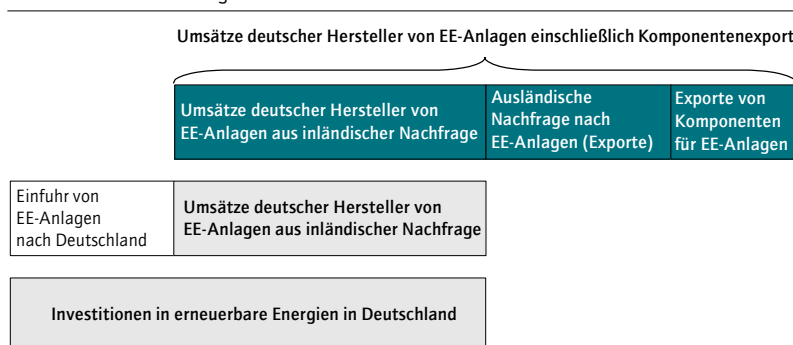 Umsätze deutscher Hersteller von EE-Anlagen einschließlich Komponentenexport
Umsätze deutscher Hersteller von
EE-Anlagen aus inländischer Nachfrage
Ausländische
Nachfrage nach
EE-Anlagen (Exporte)
Exporte von
Komponenten
für EE-Anlagen
Einfuhr von
EE-Anlagen
nach Deutschland
Umsätze deutscher Hersteller von
EE-Anlagen aus inländischer Nachfrage
Investitionen in erneuerbare Energien in Deutschland